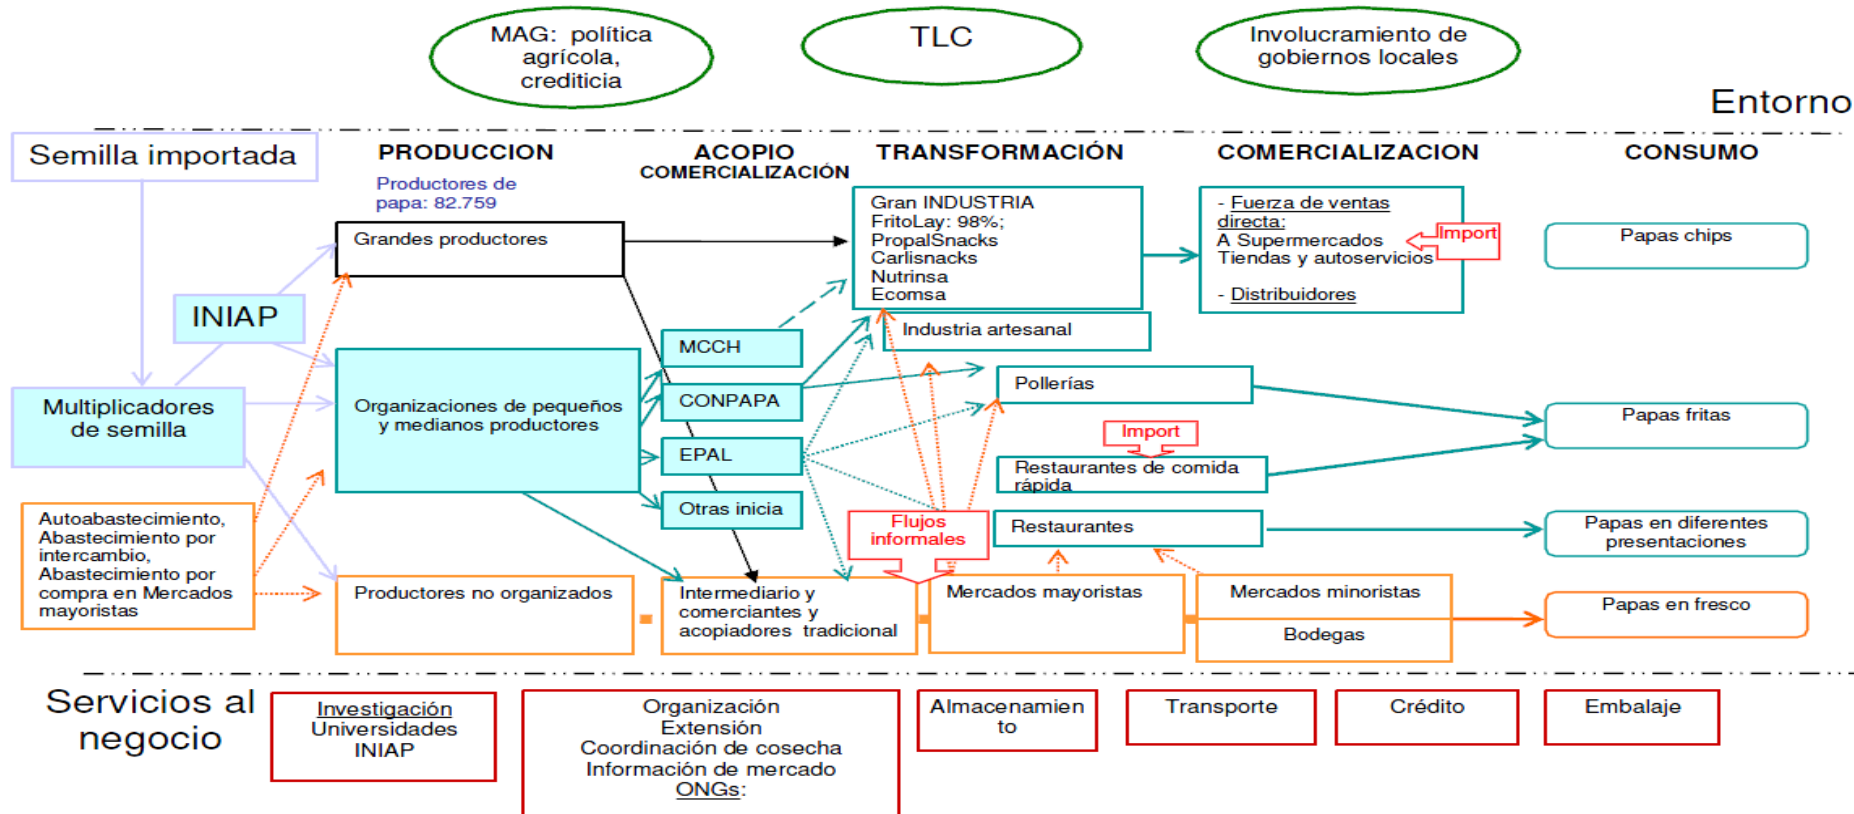 MAG: política
agrícola,
crediticia
TLC
Involucramiento de
gobiernos locales
Entorno
Semilla importada
PRODUCCION
ACOPIO
COMERCIALIZACIÓN
TRANSFORMACIÓN
COMERCIALIZACION
CONSUMO
Productores de
papa: 82.759
Grandes productores
Gran INDUSTRIA
FritoLay: 98%;
PropalSnacks
Carlisnacks
Nutrinsa
Ecomsa
- Fuerza de ventas
directa:
A Supermercados
Tiendas y autoservicios
- Distribuidores
Import
Papas chips
INIAP
Industria artesanal
MCCH
Multiplicadores
de semilla
Organizaciones de pequeños
y medianos productores
CONPAPA
Pollerías
Papas fritas
EPAL
Import
Restaurantes de comida
rápida
Otras inicia
Flujos
informales
Restaurantes
Papas en diferentes
presentaciones
Autoabastecimiento,
Abastecimiento por
intercambio,
Abastecimiento por
compra en Mercados
mayoristas
Productores no organizados
Intermediario y
comerciantes y
acopiadores tradicional
Mercados mayoristas
Mercados minoristas
Bodegas
Papas en fresco
Servicios al
negocio
Investigación
Universidades
INIAP
Organización
Extensión
Coordinación de cosecha
Información de mercado
ONGs:
Almacenamien
to
Transporte
Crédito
Embalaje